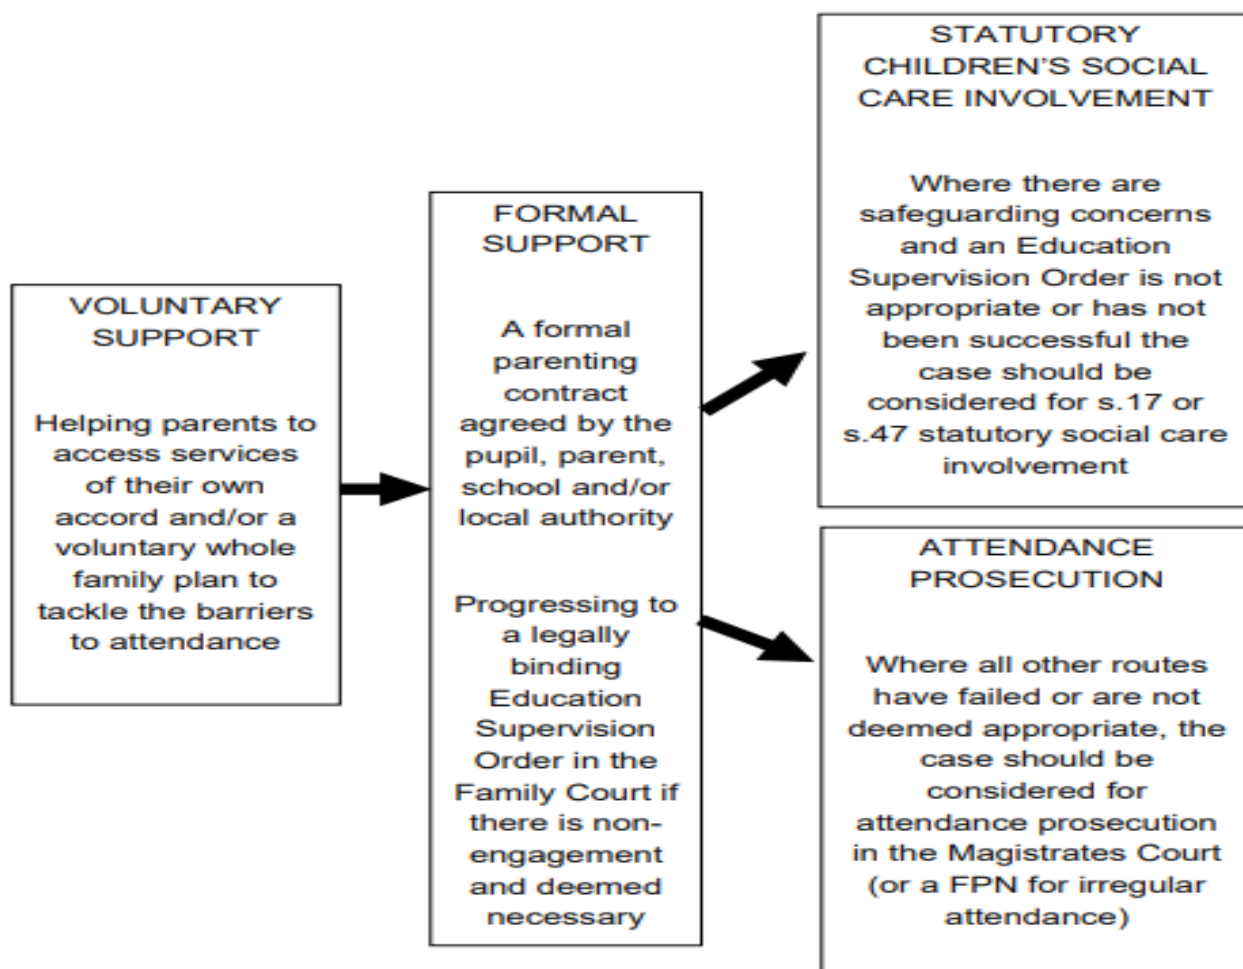 VOLUNTARY
SUPPORT
Helping parents to
access services
of their own
accord and/or a
voluntary whole
family plan to
tackle the barriers
to attendance
FORMAL
SUPPORT
A formal
parenting
contract
agreed by the
pupil, parent,
school and/or
local authority
Progressing to
a legally
binding
Education
Supervision
Order in the
Family Court if
there is non-
engagement
and deemed
necessary
STATUTORY
CHILDREN'S SOCIAL
CARE INVOLVEMENT
Where there are
safeguarding concerns
and an Education
Supervision Order is not
appropriate or has not
been successful the
case should be
considered for s.17 or
s.47 statutory social care
involvement
ATTENDANCE
PROSECUTION
Where all other routes
have failed or are not
deemed appropriate, the
case should be
considered for
attendance prosecution
in the Magistrates Court
(or a FPN for irregular
attendance)